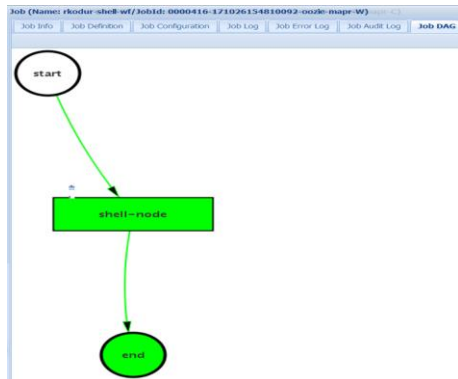 Job (Name: rkodur-shell-wf/JobId: 0000416-171026154810092-oozie-mapr-W)
Job Info Job Definition Job Configuration Job Log Job Error Log Job Audit Log Job DAG
start
shell-node
end